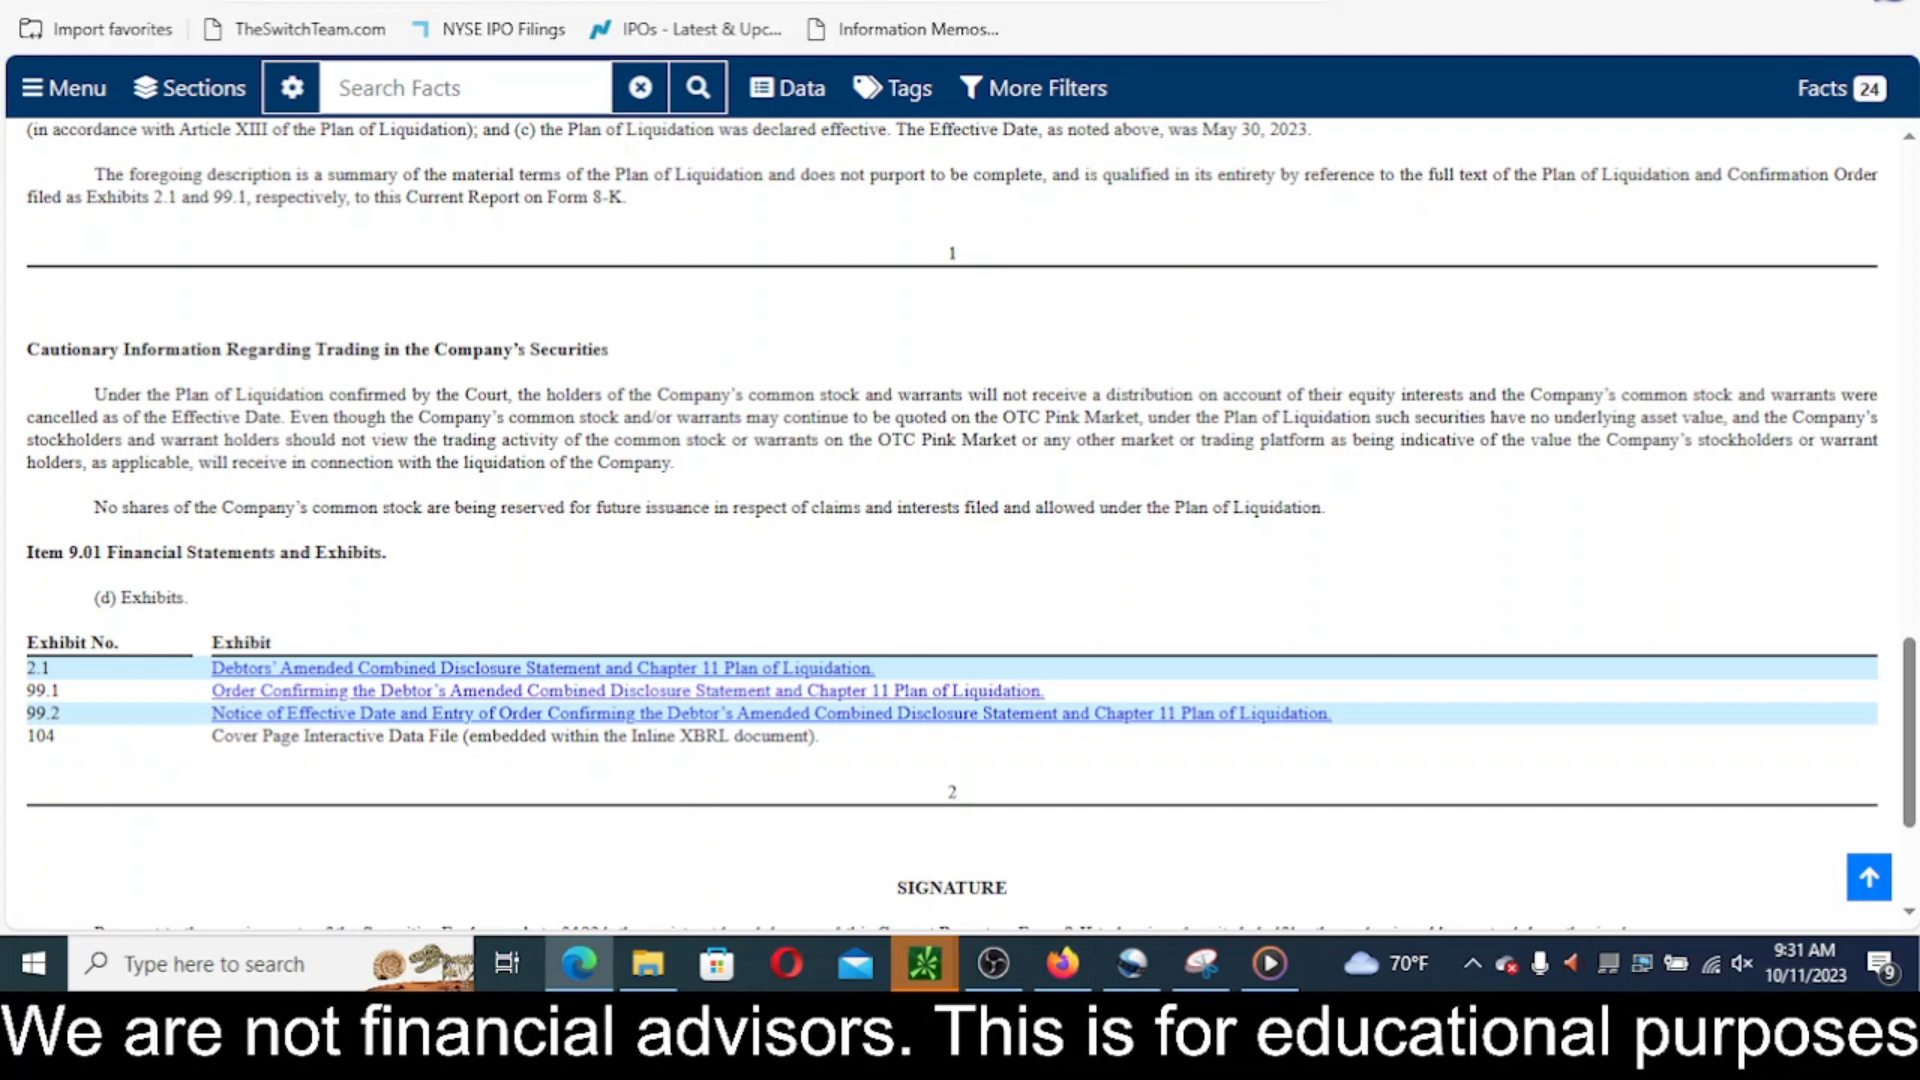 Import favorites TheSwitchTeam.com NYSE IPO Filings IPOs - Latest & Upc... Information Memos...
Menu Sections Search Facts Data Tags More Filters Facts 24
(in accordance with Article XIII of the Plan of Liquidation); and (c) the Plan of Liquidation was declared effective. The Effective Date, as noted above, was May 30, 2023.
The foregoing description is a summary of the material terms of the Plan of Liquidation and does not purport to be complete, and is qualified in its entirety by reference to the full text of the Plan of Liquidation and Confirmation Order
filed as Exhibits 2.1 and 99.1, respectively, to this Current Report on Form 8-K.
1
Cautionary Information Regarding Trading in the Company's Securities
Under the Plan of Liquidation confirmed by the Court, the holders of the Company's common stock and warrants will not receive a distribution on account of their equity interests and the Company's common stock and warrants were
cancelled as of the Effective Date. Even though the Company's common stock and/or warrants may continue to be quoted on the OTC Pink Market, under the Plan of Liquidation such securities have no underlying asset value, and the Company's
stockholders and warrant holders should not view the trading activity of the common stock or warrants on the OTC Pink Market or any other market or trading platform as being indicative of the value the Company's stockholders or warrant
holders, as applicable, will receive in connection with the liquidation of the Company.
No shares of the Company's common stock are being reserved for future issuance in respect of claims and interests filed and allowed under the Plan of Liquidation.
Item 9.01 Financial Statements and Exhibits.
(d) Exhibits.
Exhibit No. Exhibit
2.1 Debtors' Amended Combined Disclosure Statement and Chapter 11 Plan of Liquidation.
99.1 Order Confirming the Debtor's Amended Combined Disclosure Statement and Chapter 11 Plan of Liquidation.
99.2 Notice of Effective Date and Entry of Order Confirming the Debtor's Amended Combined Disclosure Statement and Chapter 11 Plan of Liquidation.
104 Cover Page Interactive Data File (embedded within the Inline XBRL document).
2
SIGNATURE
Type here to search 70°F 9:31 AM
10/11/2023 9
We are not financial advisors. This is for educational purposes